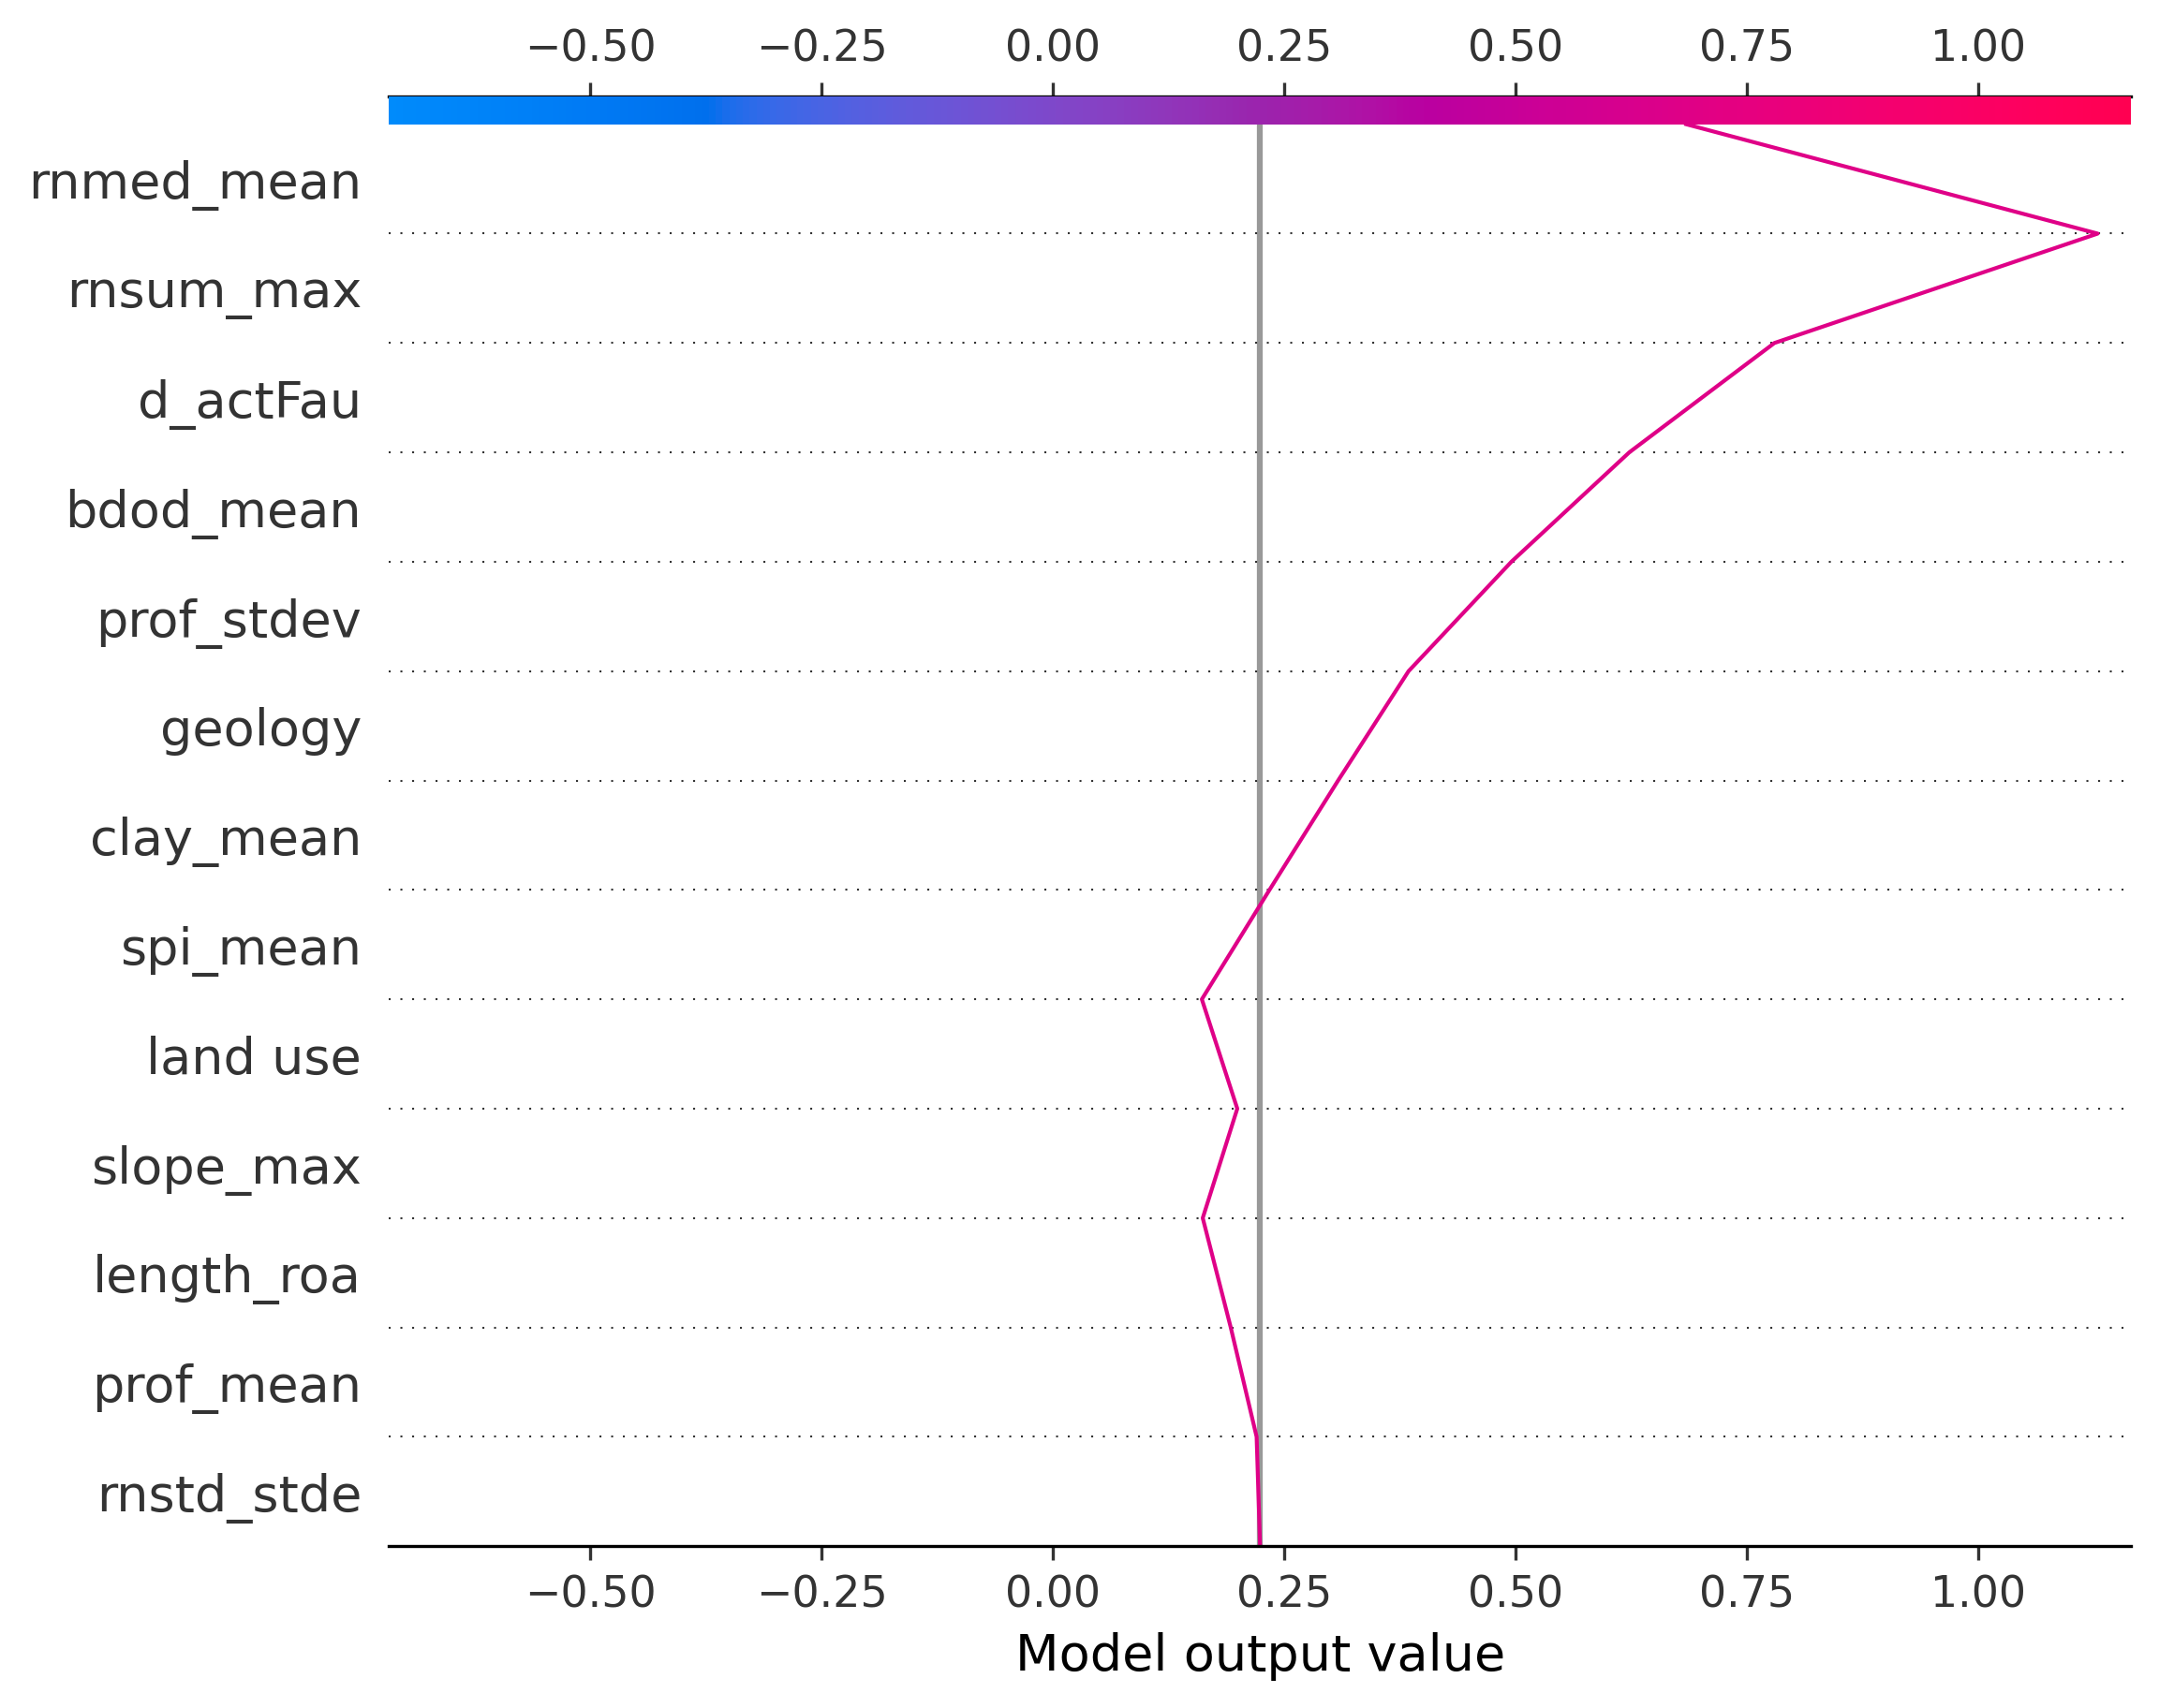 −0.50 −0.25 0.00 0.25 0.50 0.75 1.00
rnmed_mean
rnsum_max
d_actFau
bdod_mean
prof_stdev
geology
clay_mean
spi_mean
land use
slope_max
length_roa
prof_mean
rnstd_stde
−0.50 −0.25 0.00 0.25 0.50 0.75 1.00
Model output value